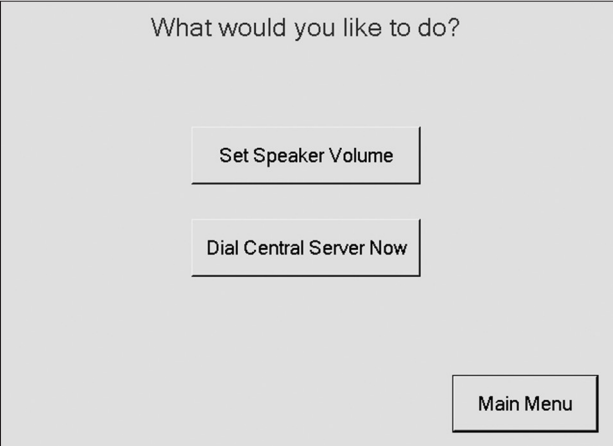 What would you like to do?
Set Speaker Volume
Dial Central Server Now
Main Menu